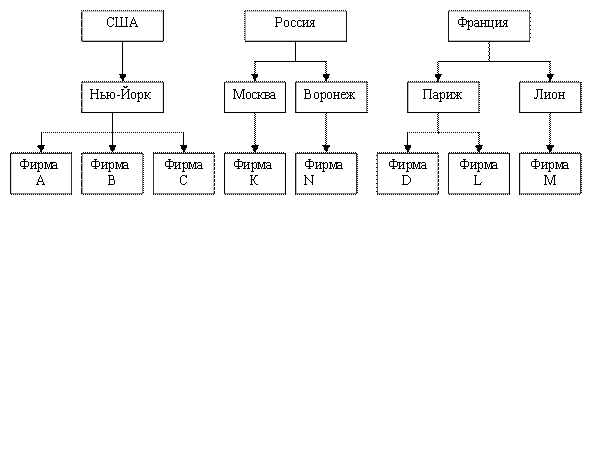 США Россия Франция
Нью-Йорк Москва Воронеж Париж Лион
Фирма Фирма Фирма Фирма Фирма Фирма Фирма Фирма
A B C K N D L M